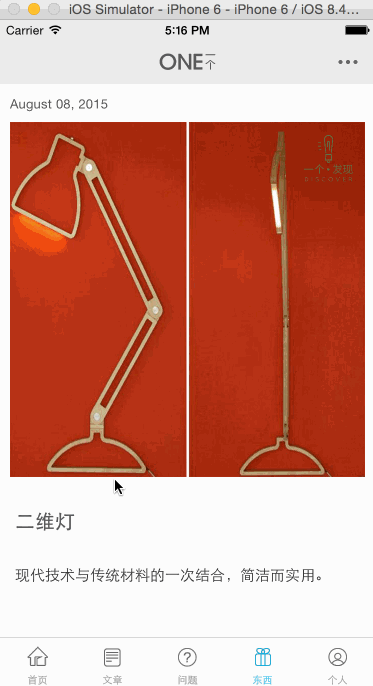 iOS Simulator - iPhone 6 - iPhone 6 / iOS 8.4…
Carrier
5:16 PM
ONE 一个
August 08, 2015
一个·发现
DISCOVER
二维灯
现代技术与传统材料的一次结合，简洁而实用。
首页
文章
问题
东西
个人